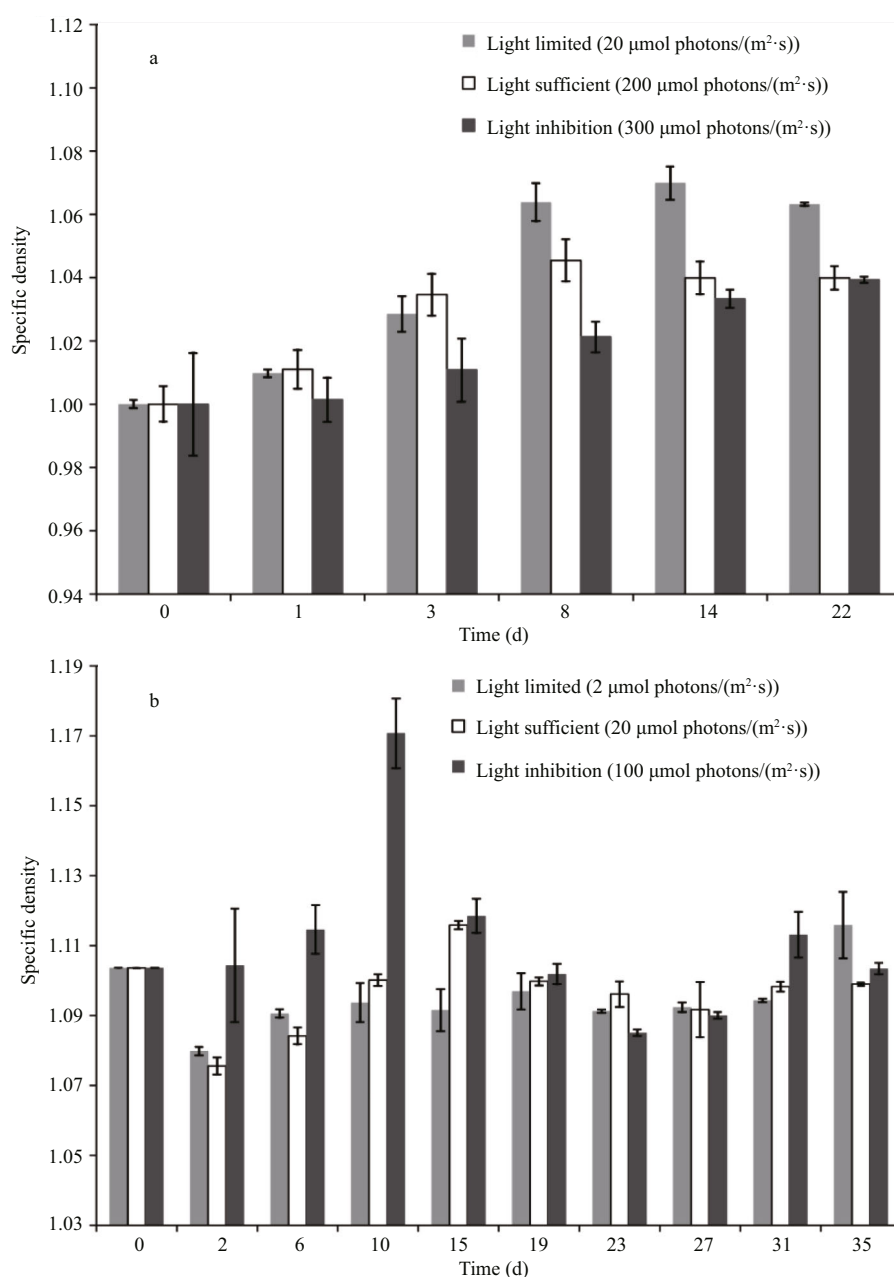 a
Light limited (20 μmol photons/(m²·s))
Light sufficient (200 μmol photons/(m²·s))
Light inhibition (300 μmol photons/(m²·s))
1.12
1.10
1.08
1.06
1.04
1.02
1.00
0.98
0.96
0.94
Specific density
0 1 3 8 14 22
Time (d)
b
Light limited (2 μmol photons/(m²·s))
Light sufficient (20 μmol photons/(m²·s))
Light inhibition (100 μmol photons/(m²·s))
1.19
1.17
1.15
1.13
1.11
1.09
1.07
1.05
1.03
Specific density
0 2 6 10 15 19 23 27 31 35
Time (d)